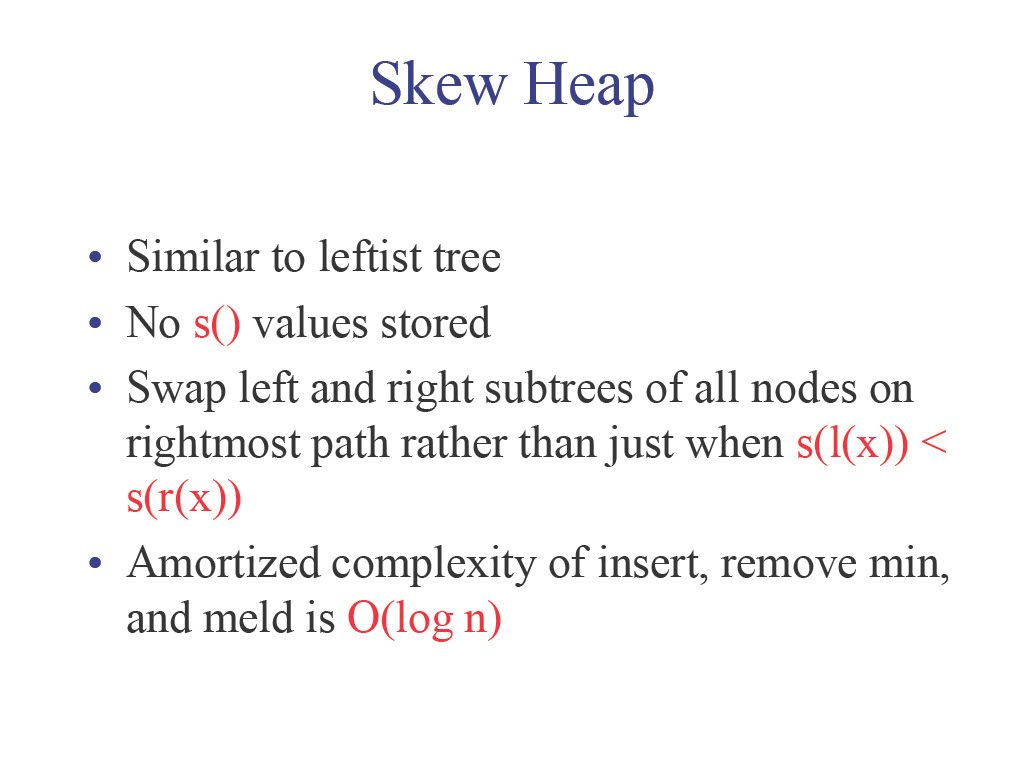 Skew Heap
• Similar to leftist tree
• No s() values stored
• Swap left and right subtrees of all nodes on
rightmost path rather than just when s(l(x)) <
s(r(x))
• Amortized complexity of insert, remove min,
and meld is O(log n)